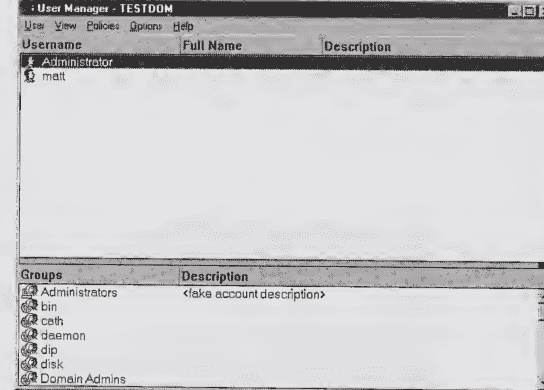 User Manager - TESTDOM
User View Policies Options Help
Username Full Name Description
Administrator
matt
Groups Description
Administrators <fake account description>
bin
cath
daemon
dip
disk
Domain Admins